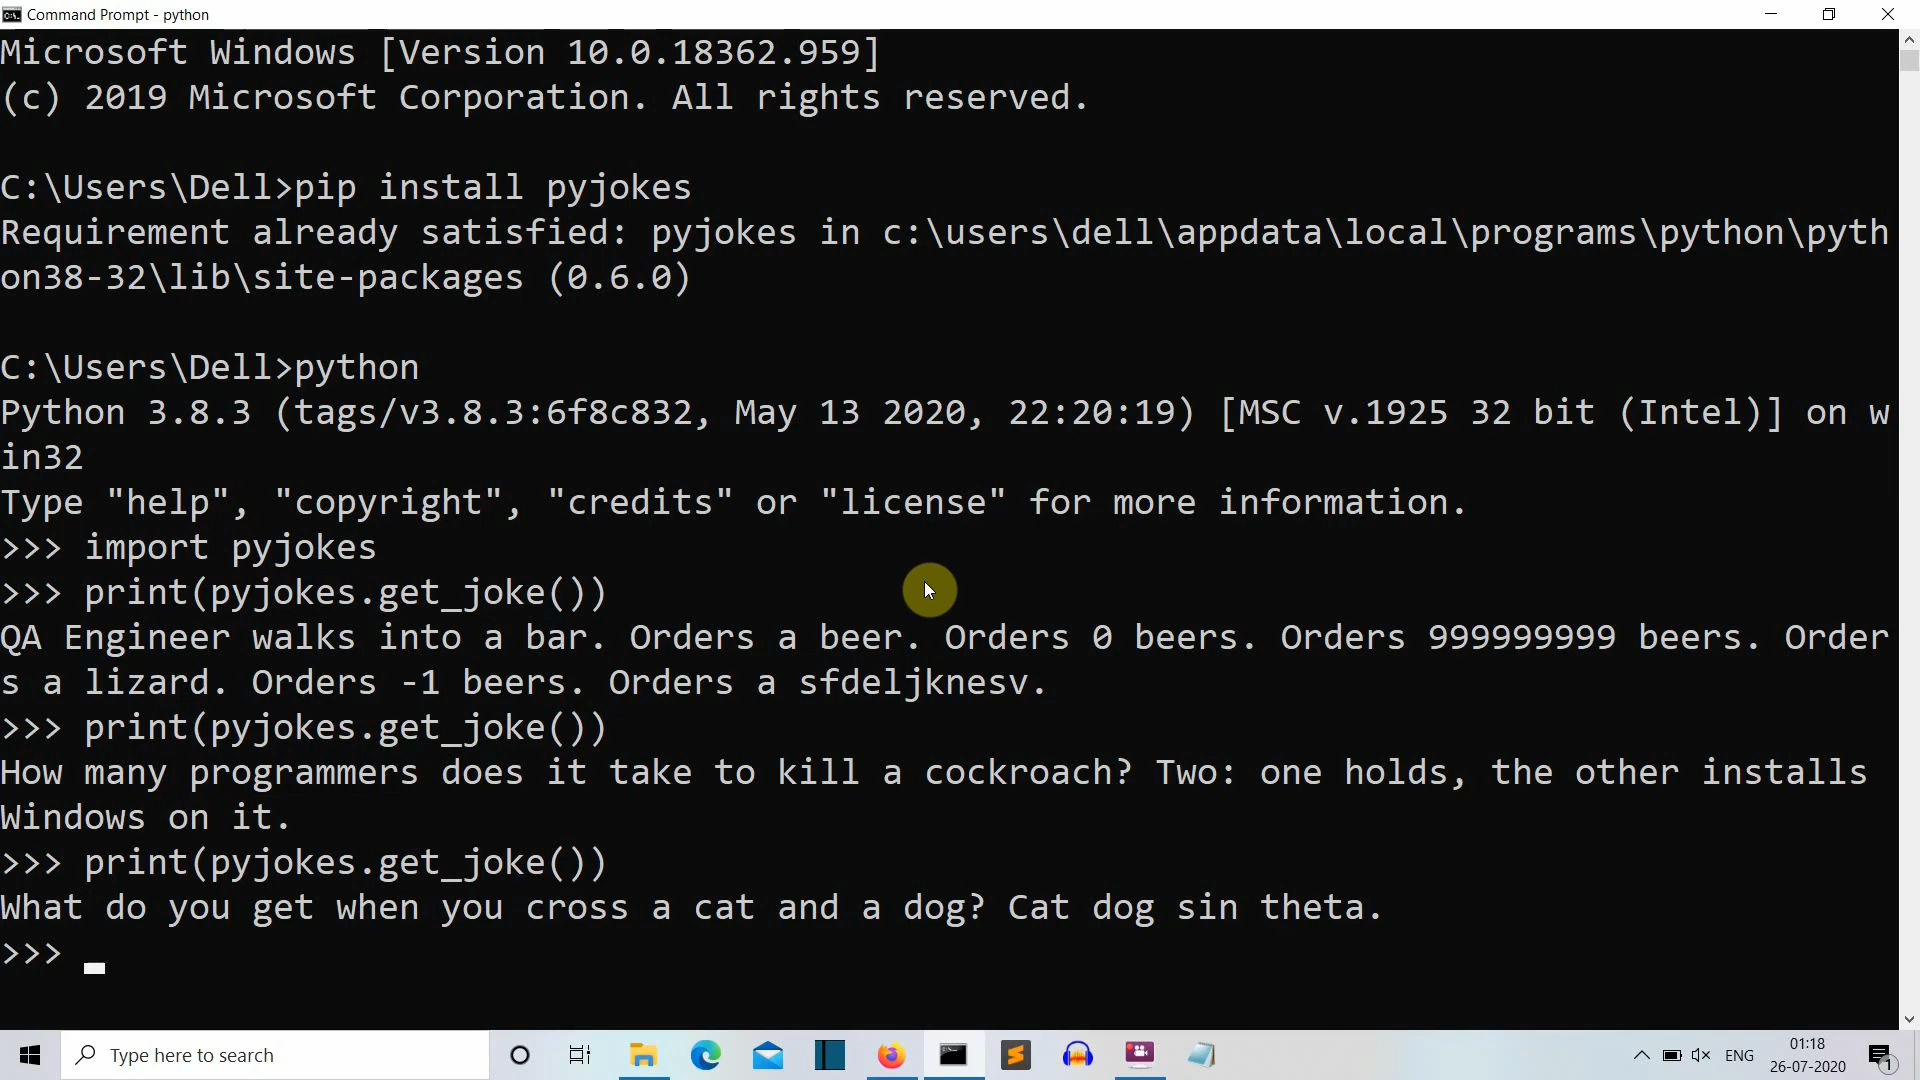 Command Prompt - python
Microsoft Windows [Version 10.0.18362.959]
(c) 2019 Microsoft Corporation. All rights reserved.
C:\Users\Dell>pip install pyjokes
Requirement already satisfied: pyjokes in c:\users\dell\appdata\local\programs\python\pyth
on38-32\lib\site-packages (0.6.0)
C:\Users\Dell>python
Python 3.8.3 (tags/v3.8.3:6f8c832, May 13 2020, 22:20:19) [MSC v.1925 32 bit (Intel)] on w
in32
Type "help", "copyright", "credits" or "license" for more information.
>>> import pyjokes
>>> print(pyjokes.get_joke())
QA Engineer walks into a bar. Orders a beer. Orders 0 beers. Orders 999999999 beers. Order
s a lizard. Orders -1 beers. Orders a sfdeljknesv.
>>> print(pyjokes.get_joke())
How many programmers does it take to kill a cockroach? Two: one holds, the other installs
Windows on it.
>>> print(pyjokes.get_joke())
What do you get when you cross a cat and a dog? Cat dog sin theta.
>>>
Type here to search
ENG
01:18
26-07-2020
1